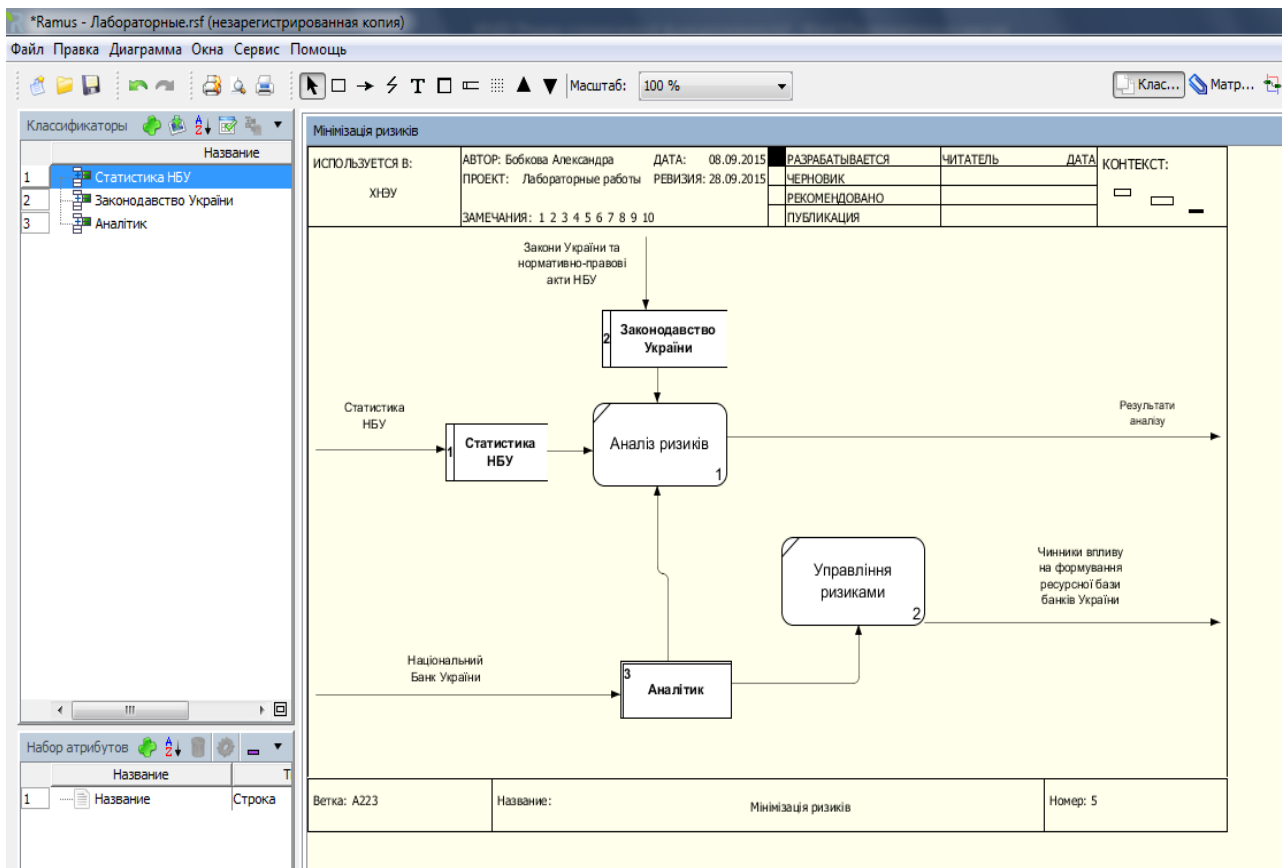 *Ramus - Лабораторные.rsf (незарегистрированная копия)
Файл Правка Диаграмма Окна Сервис Помощь
T Масштаб: 100 % Клас... Матр...
Классификаторы
Название
1 Статистика НБУ
2 Законодавство України
3 Аналітик
Набор атрибутов
Название Т
1 Название Строка
Мінімізація ризиків
ИСПОЛЬЗУЕТСЯ В:
ХНЭУ
АВТОР: Бобкова Александра ДАТА: 08.09.2015
ПРОЕКТ: Лабораторные работы РЕВИЗИЯ: 28.09.2015
ЗАМЕЧАНИЯ: 1 2 3 4 5 6 7 8 9 10
РАЗРАБАТЫВАЕТСЯ
ЧЕРНОВИК
РЕКОМЕНДОВАНО
ПУБЛИКАЦИЯ
ЧИТАТЕЛЬ ДАТА
КОНТЕКСТ:
Закони України та
нормативно-правові
акти НБУ
2
Законодавство
України
Статистика
НБУ
1
Статистика
НБУ
Аналіз ризиків
1
Результати
аналізу
Управління
ризиками
2
Чинники впливу
на формування
ресурсної бази
банків України
Національний
Банк України
3
Аналітик
Ветка: A223
Название:
Мінімізація ризиків
Номер: 5